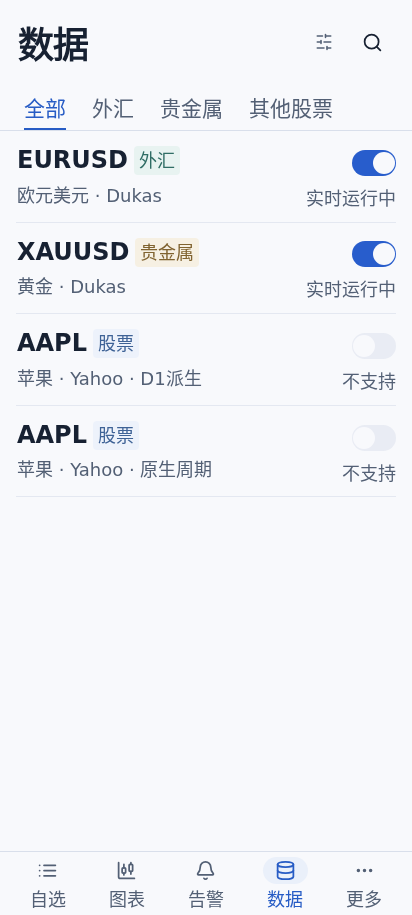 数据
全部 外汇 贵金属 其他股票
EURUSD 外汇
欧元美元 · Dukas 实时运行中
XAUUSD 贵金属
黄金 · Dukas 实时运行中
AAPL 股票
苹果 · Yahoo · D1派生 不支持
AAPL 股票
苹果 · Yahoo · 原生周期 不支持
自选 图表 告警 数据 更多